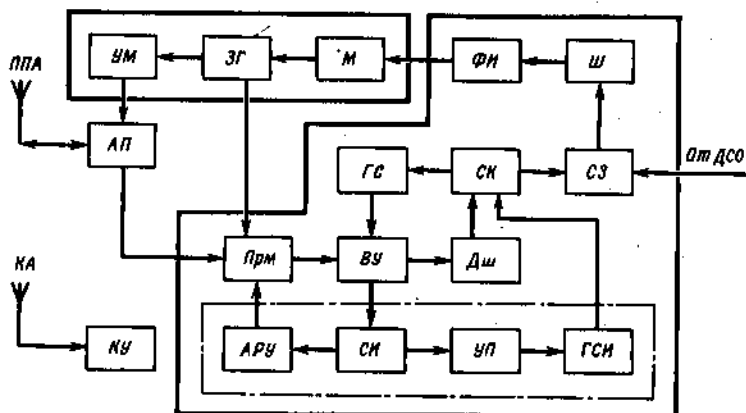 УМ
ЗГ
М
ФИ
Ш
ППА
АП
ГС
СК
СЗ
От ДСО
Прм
ВУ
Дш
КА
КУ
АРУ
СИ
УП
ГСИ